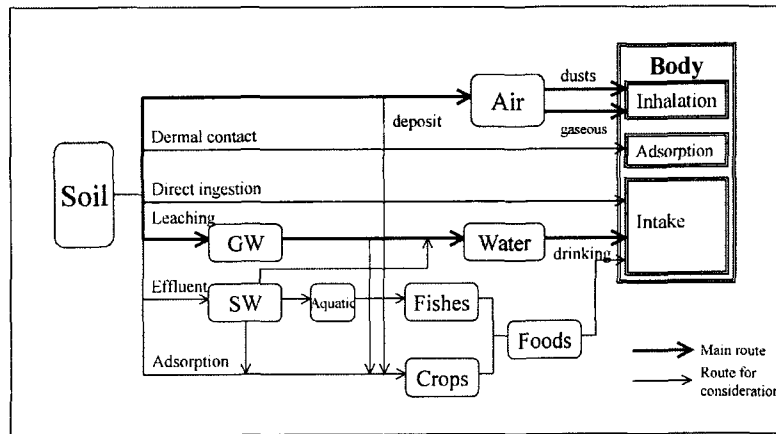 Body
dusts
Air
Inhalation
deposit
gaseous
Dermal contact
Adsorption
Soil
Direct ingestion
Leaching
Intake
GW
Water
drinking
Effluent
SW
Aquatic
Fishes
Foods
Main route
Adsorption
Crops
Route for
consideration